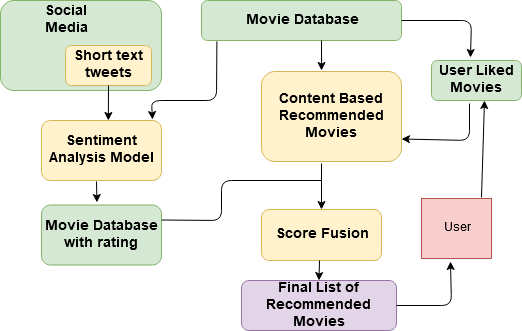 Social
Media
Short text
tweets
Movie Database
User Liked
Movies
Content Based
Recommended
Movies
Sentiment
Analysis Model
Movie Database
with rating
Score Fusion
User
Final List of
Recommended
Movies